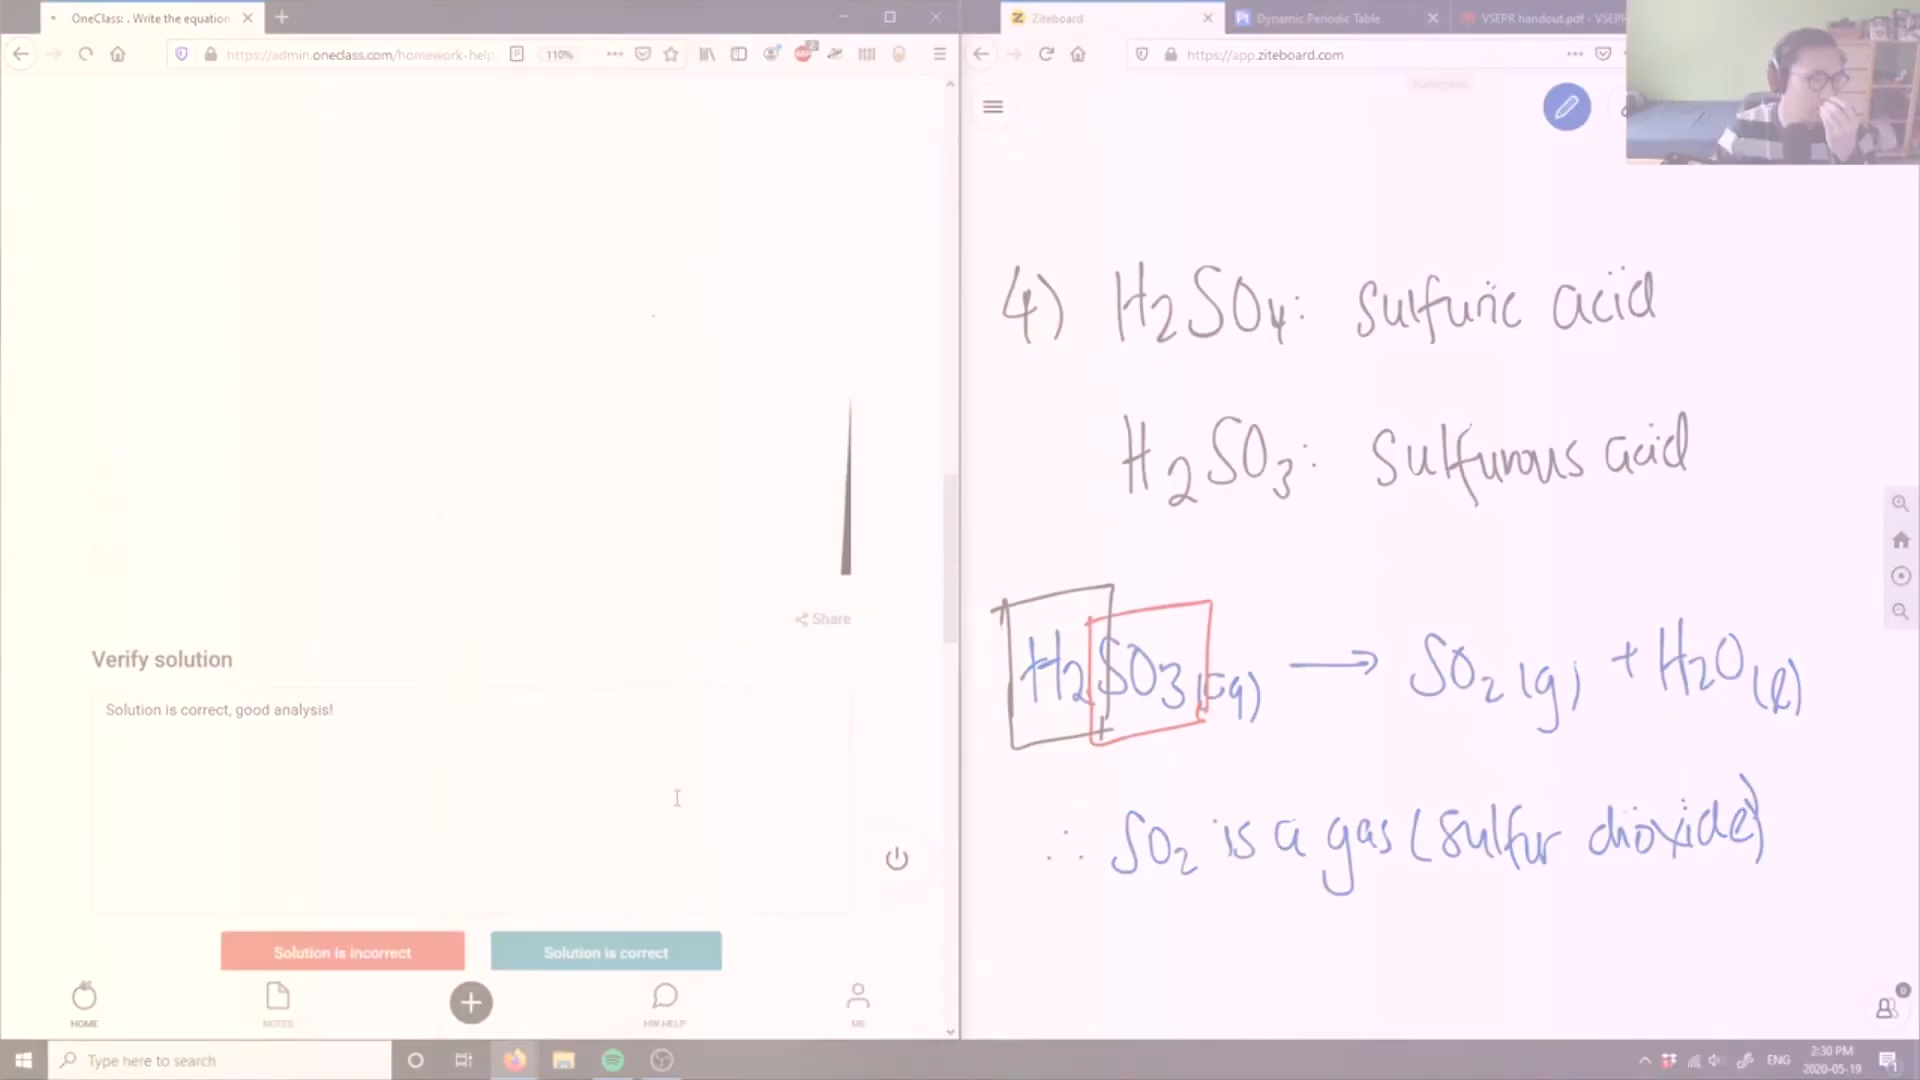 OneClass: . Write the equation
Ziteboard
Dynamic Periodic Table
VSEPR handout.pdf - VSEP
https://admin.oneclass.com/homework-help
110%
https://app.ziteboard.com
4) H2SO4: sulfuric acid
H2SO3: sulfurous acid
H2SO3(aq) ⟶ SO2(g) + H2O(l)
∴ SO2 is a gas (sulfur dioxide)
Share
Verify solution
Solution is correct, good analysis!
Solution is incorrect
Solution is correct
HOME
NOTES
HW HELP
ME
0
Type here to search
ENG
2:30 PM
2020-05-19
1